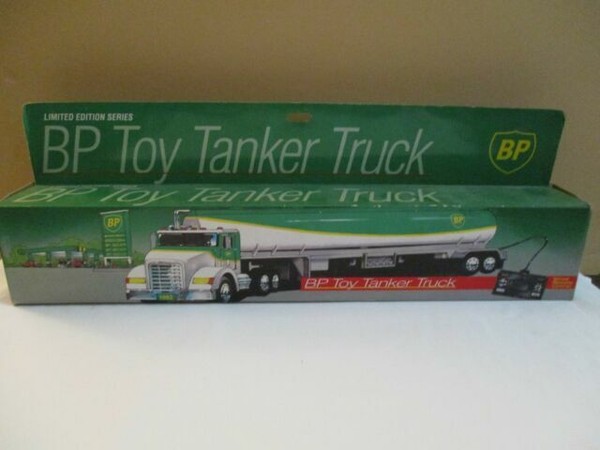 LIMITED EDITION SERIES
BP Toy Tanker Truck
BP
BP Toy Tanker Truck
BP
BP
BP Toy Tanker Truck